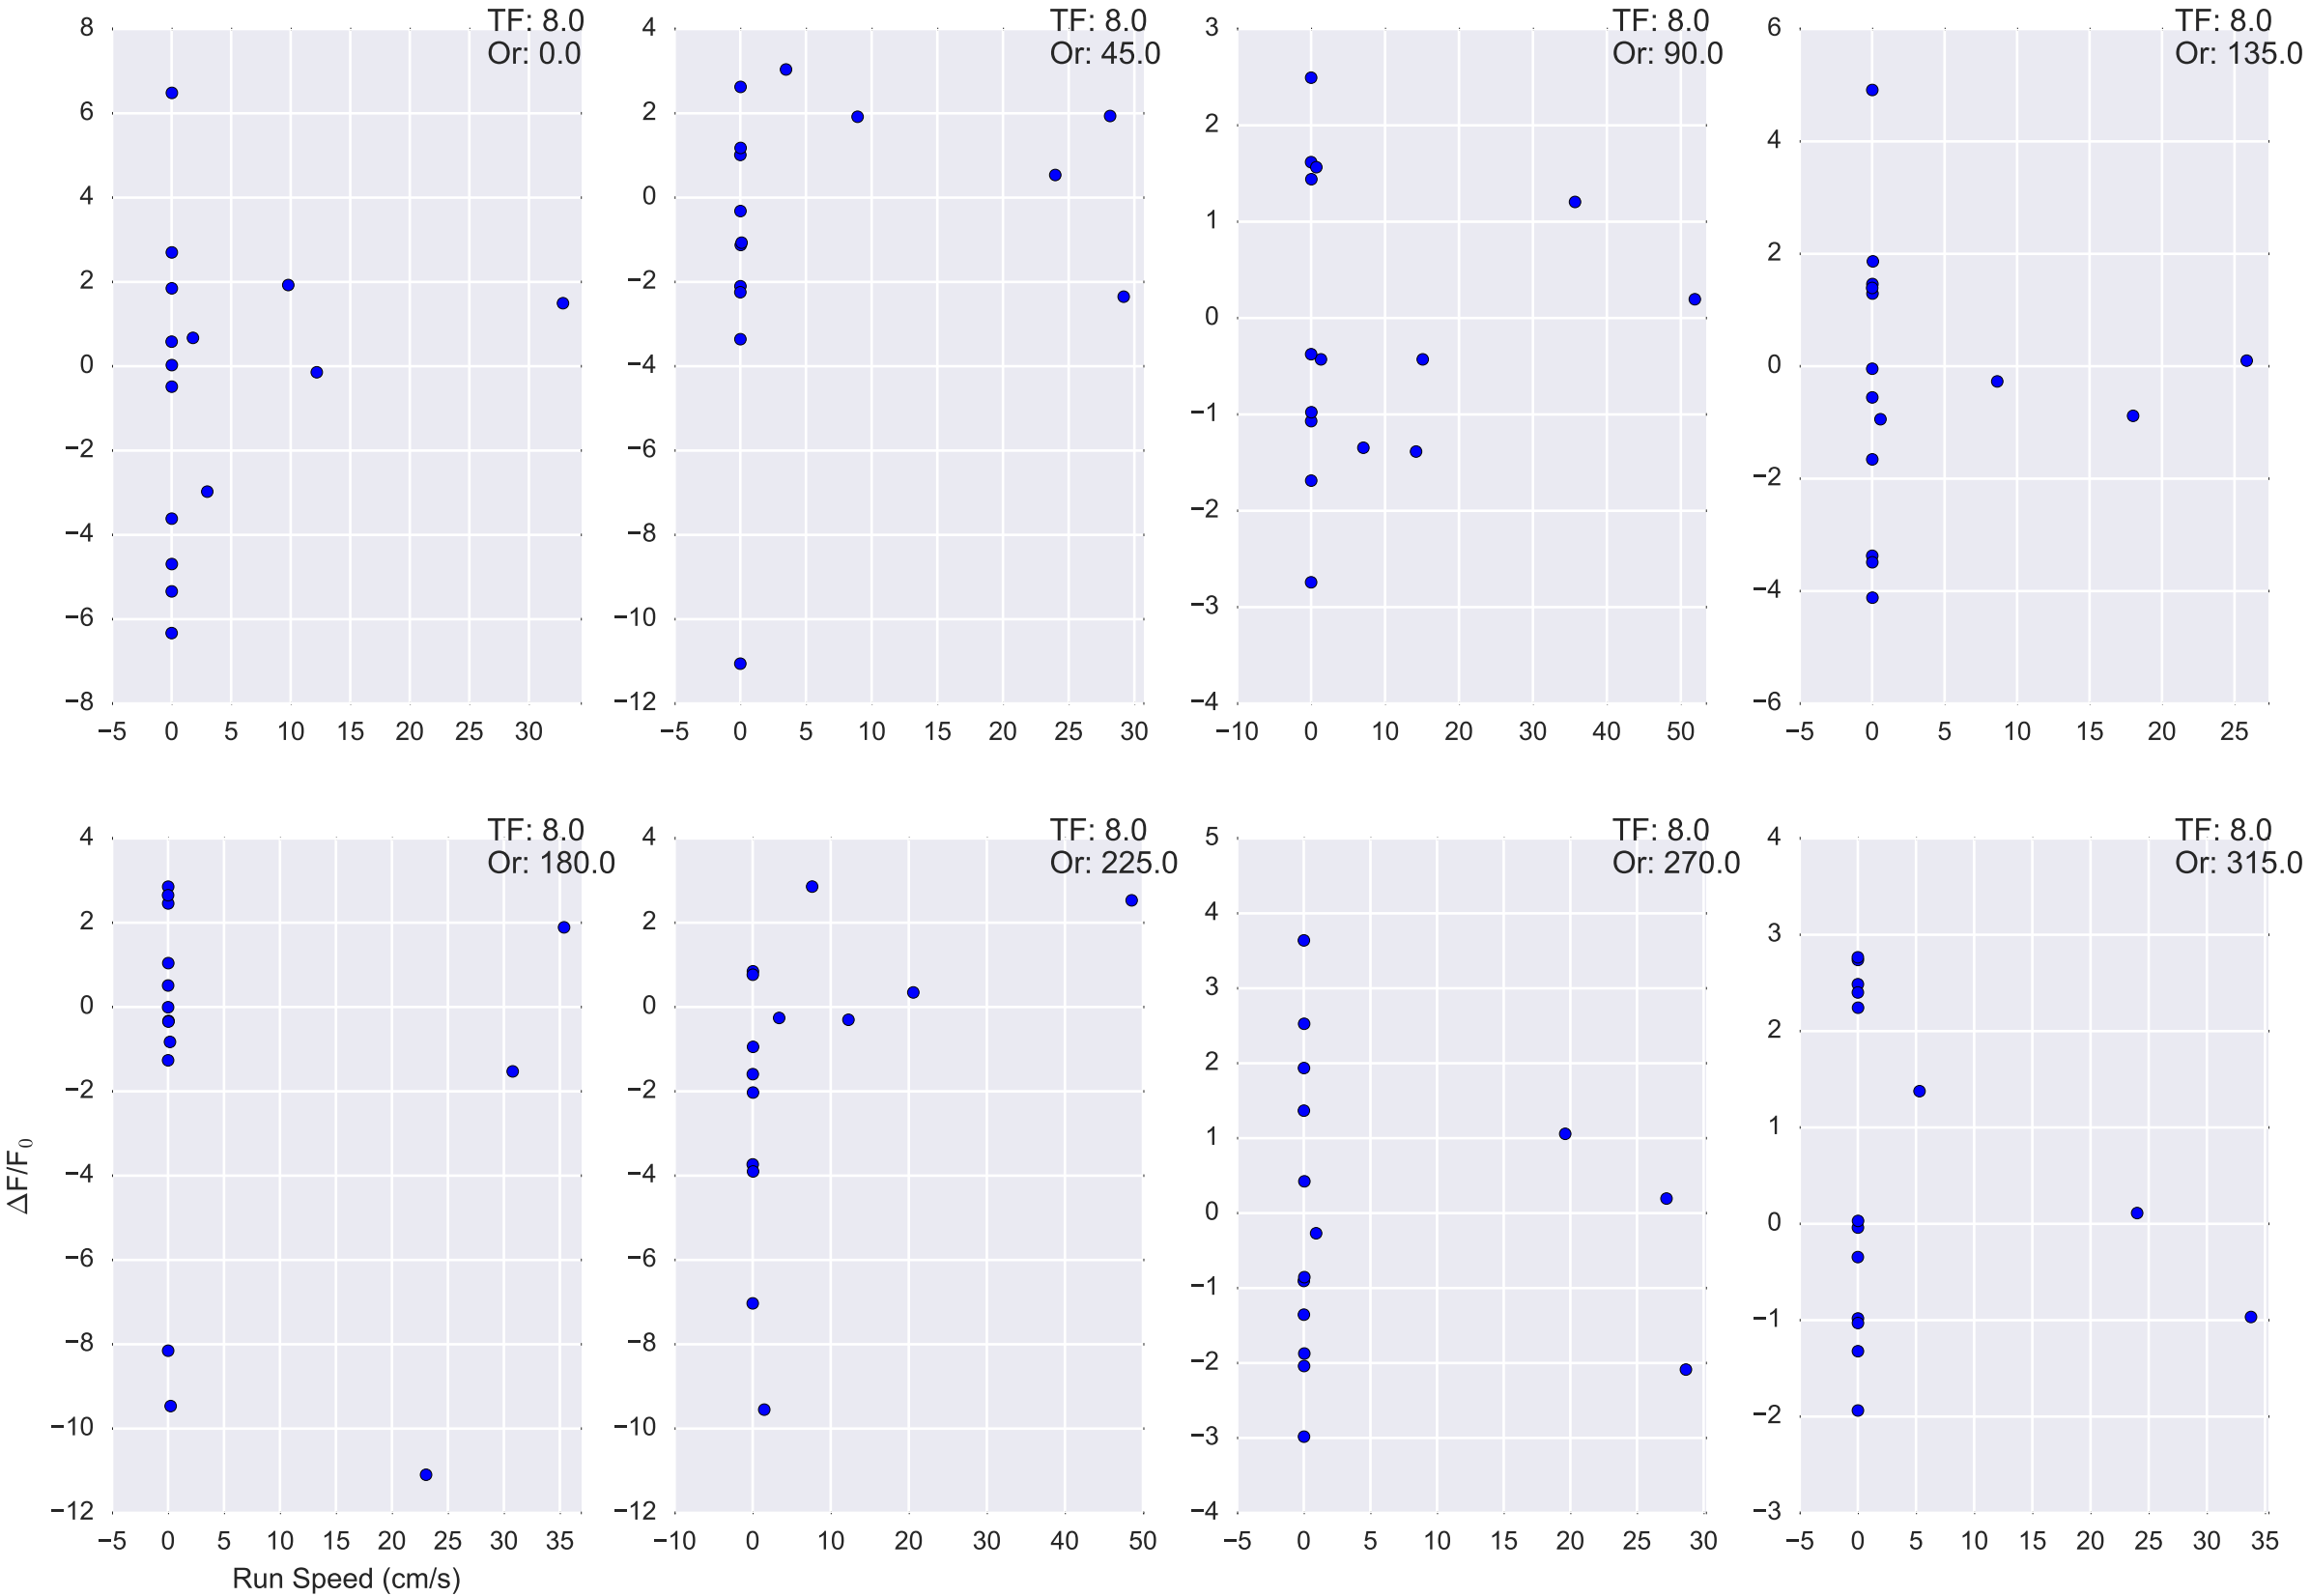 TF: 8.0
Or: 0.0
8
6
4
2
0
−2
−4
−6
−8
−5 0 5 10 15 20 25 30
TF: 8.0
Or: 45.0
4
2
0
−2
−4
−6
−8
−10
−12
−5 0 5 10 15 20 25 30
TF: 8.0
Or: 90.0
3
2
1
0
−1
−2
−3
−4
−10 0 10 20 30 40 50
TF: 8.0
Or: 135.0
6
4
2
0
−2
−4
−6
−5 0 5 10 15 20 25
TF: 8.0
Or: 180.0
4
2
0
−2
−4
−6
−8
−10
−12
ΔF/F₀
−5 0 5 10 15 20 25 30 35
Run Speed (cm/s)
TF: 8.0
Or: 225.0
4
2
0
−2
−4
−6
−8
−10
−12
−10 0 10 20 30 40 50
TF: 8.0
Or: 270.0
5
4
3
2
1
0
−1
−2
−3
−4
−5 0 5 10 15 20 25 30
TF: 8.0
Or: 315.0
4
3
2
1
0
−1
−2
−3
−5 0 5 10 15 20 25 30 35